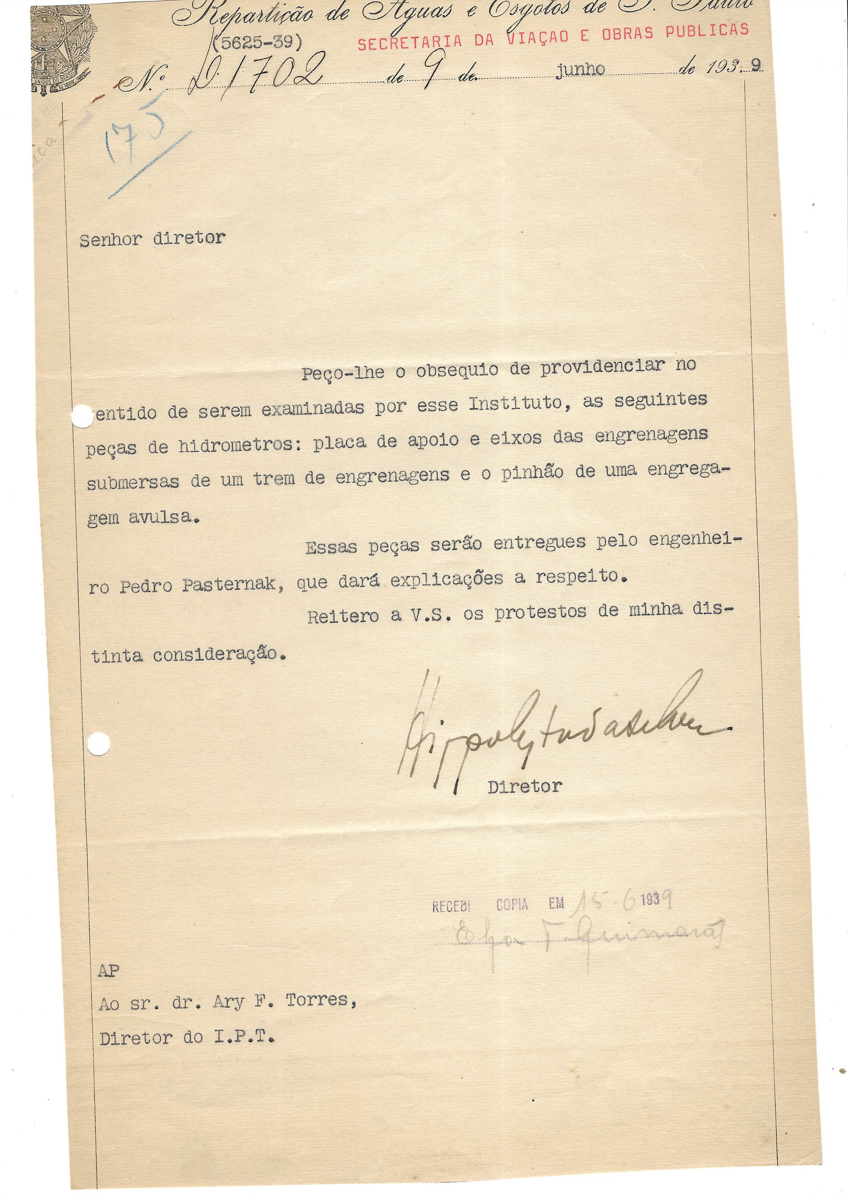 Repartição de Aguas e Esgotos de S. Paulo
(5625-39)
SECRETARIA DA VIAÇAO E OBRAS PUBLICAS
N.º D.1702 de 9 de junho de 1939
175
Senhor diretor
Peço-lhe o obsequio de providenciar no
entido de serem examinadas por esse Instituto, as seguintes
peças de hidrometros: placa de apoio e eixos das engrenagens
submersas de um trem de engrenagens e o pinhão de uma engrega-
gem avulsa.
Essas peças serão entregues pelo engenhei-
ro Pedro Pasternak, que dará explicações a respeito.
Reitero a V.S. os protestos de minha dis-
tinta consideração.
Diretor
RECEBI COPIA EM 15.6 1939
Guimarães
AP
Ao sr. dr. Ary F. Torres,
Diretor do I.P.T.